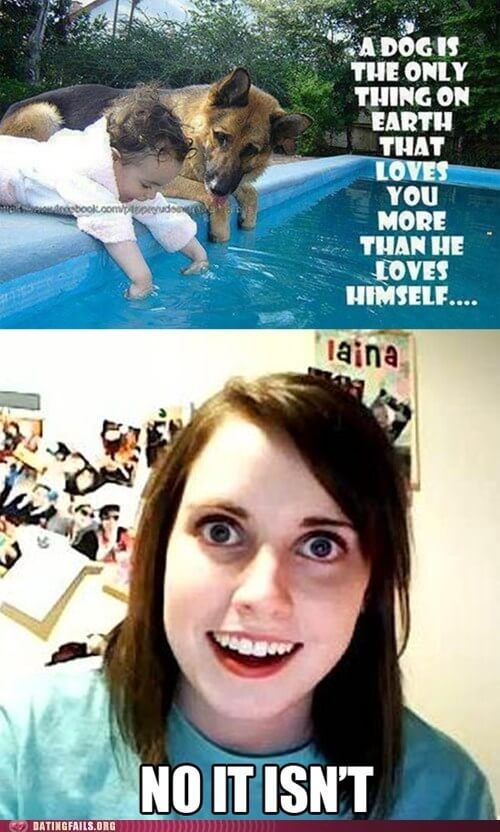 A DOG IS
THE ONLY
THING ON
EARTH
THAT
LOVES
YOU
MORE
THAN HE
LOVES
HIMSELF....
laina
NO IT ISN'T
DATINGFAILS.ORG